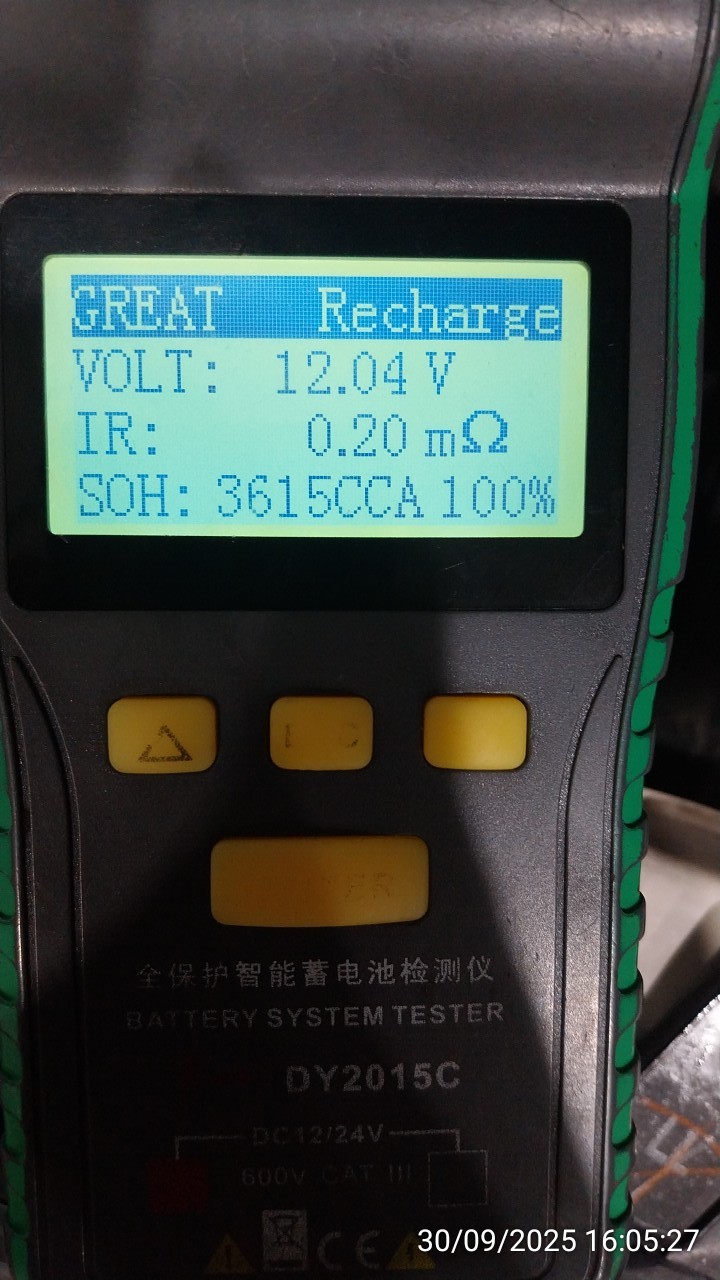 GREAT Recharge
VOLT: 12.04 V
IR: 0.20 mΩ
SOH: 3615CCA 100%
全保护智能蓄电池检测仪
BATTERY SYSTEM TESTER
DY2015C
DC12/24V
600V CAT III
CE
30/09/2025 16:05:27